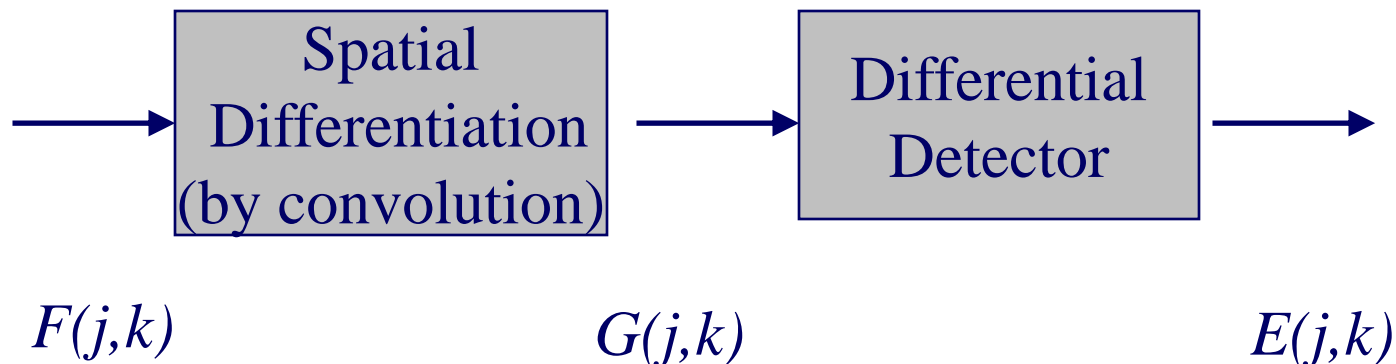 Spatial
Differentiation
(by convolution)
Differential
Detector
F(j,k)
G(j,k)
E(j,k)